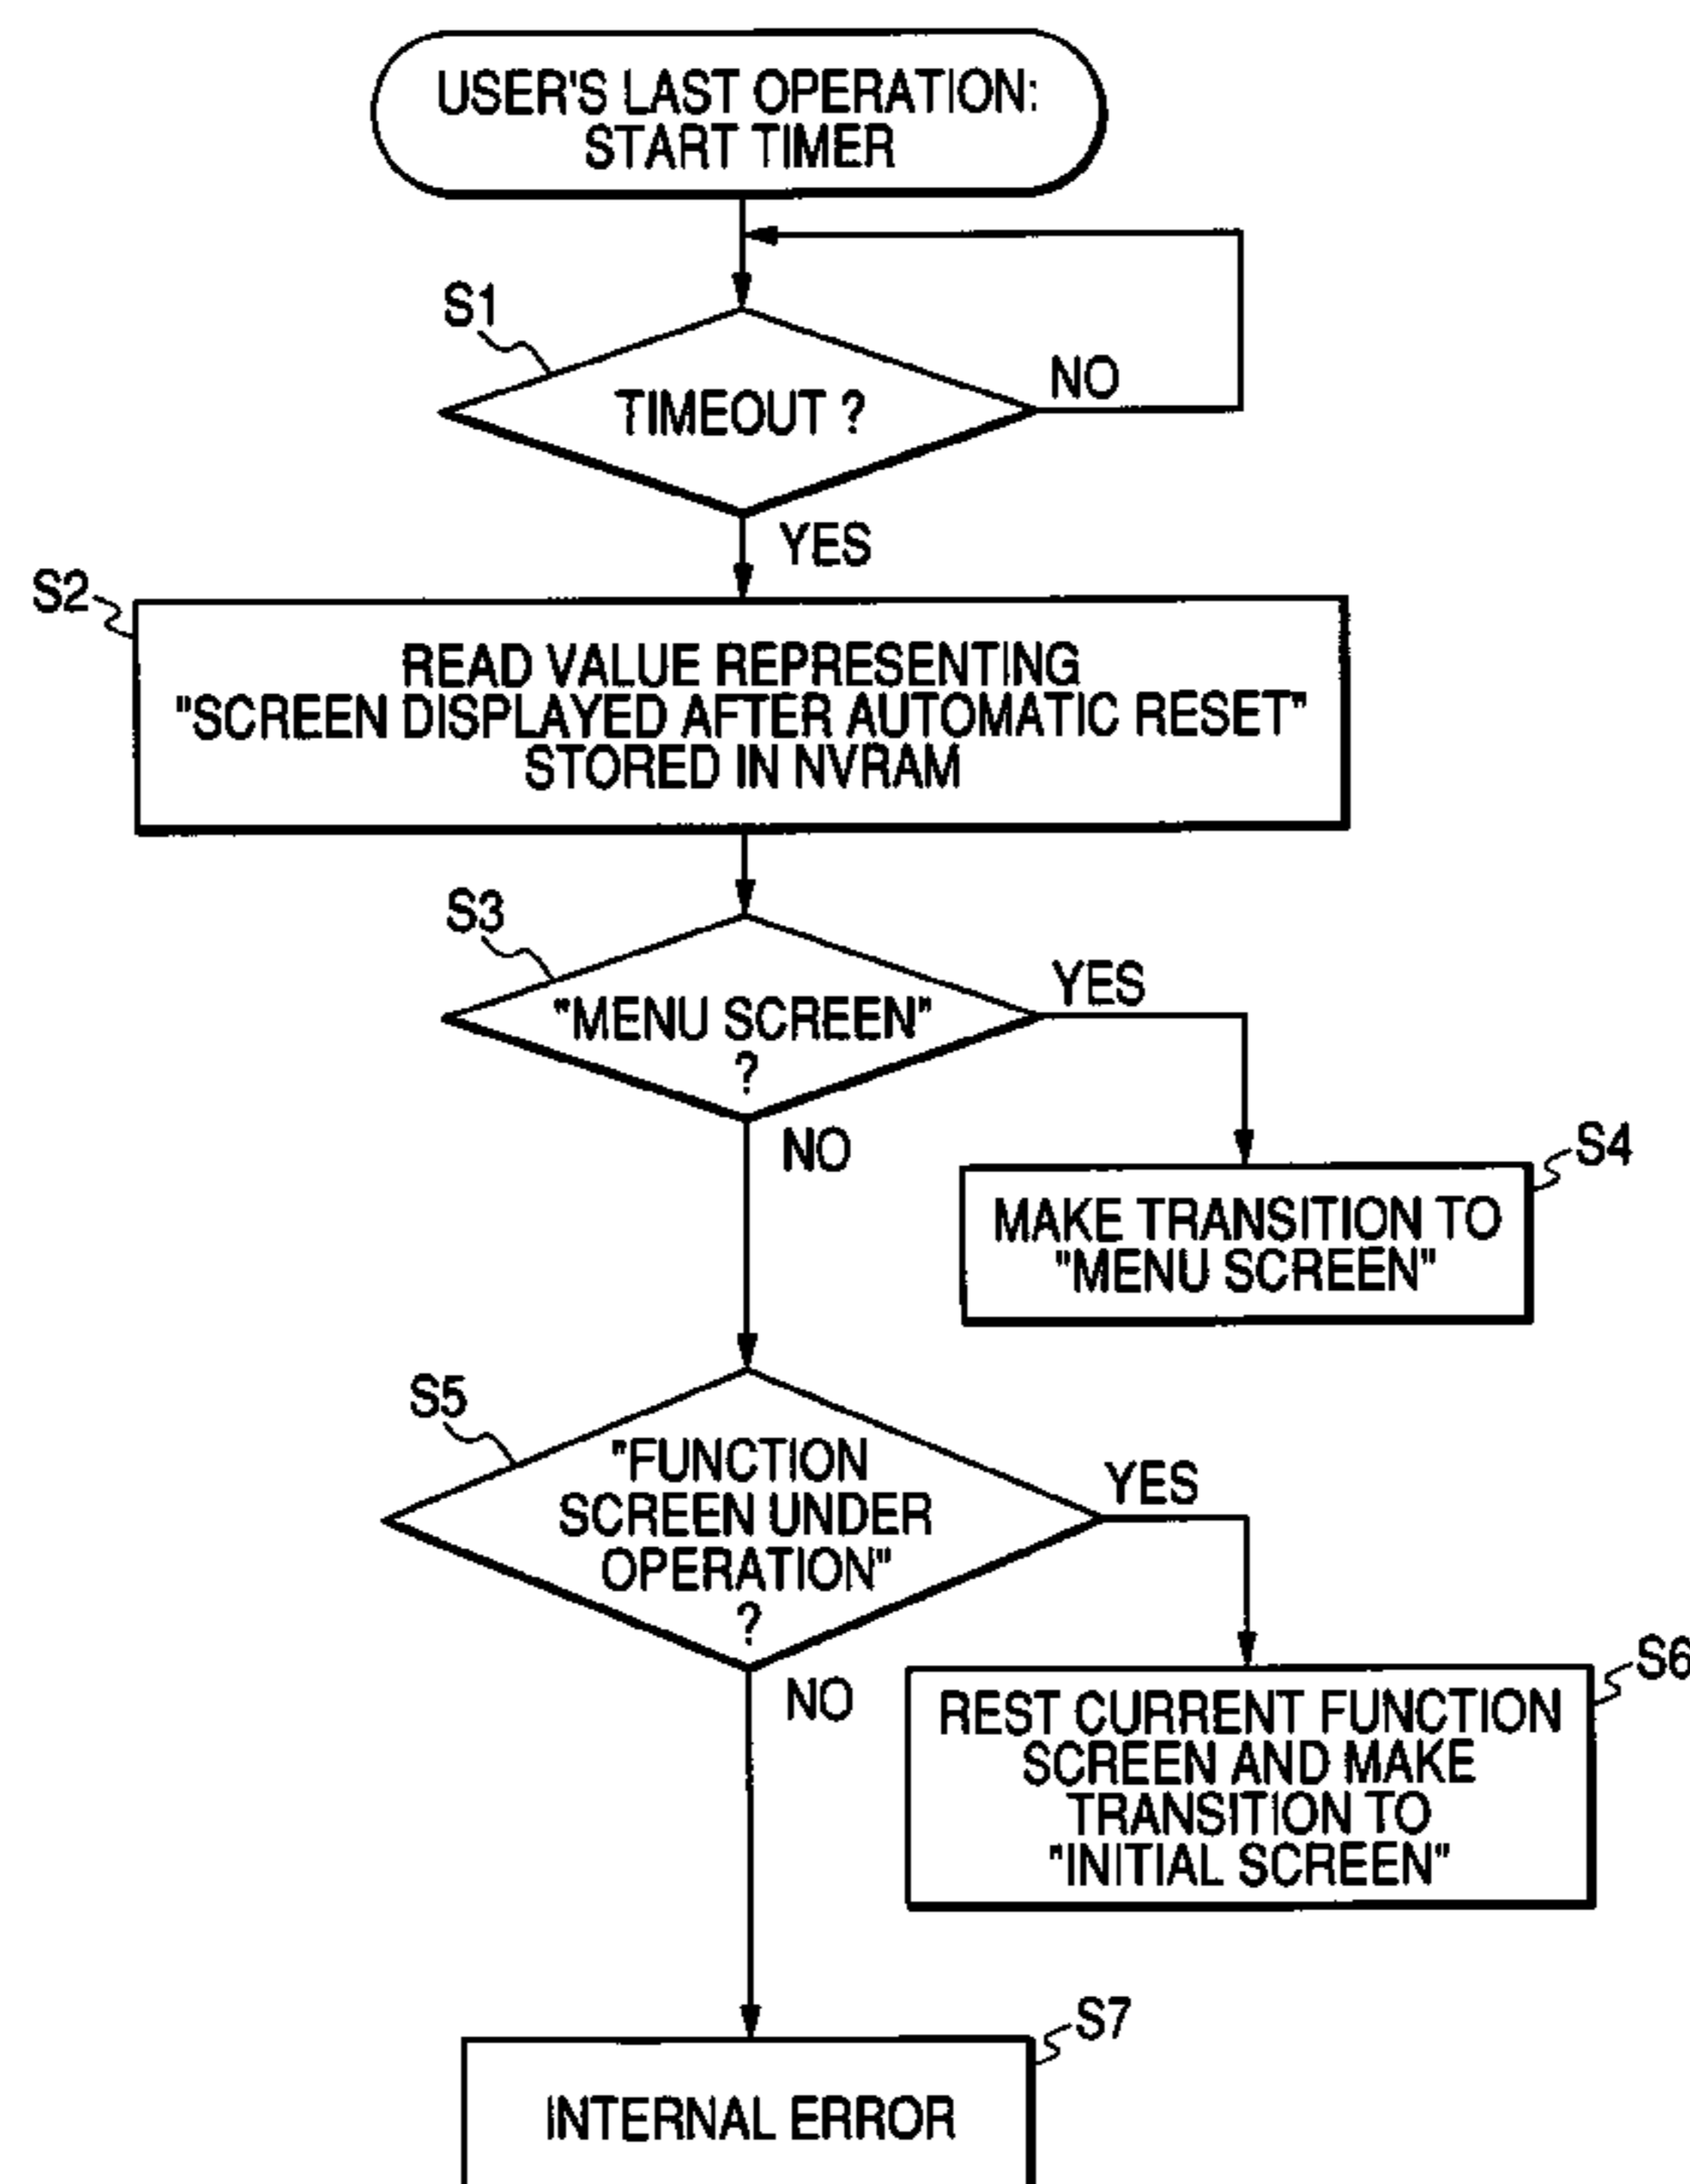 USER'S LAST OPERATION:
START TIMER
S1
TIMEOUT ?
NO
YES
S2
READ VALUE REPRESENTING
"SCREEN DISPLAYED AFTER AUTOMATIC RESET"
STORED IN NVRAM
S3
"MENU SCREEN"
?
YES
NO
S4
MAKE TRANSITION TO
"MENU SCREEN"
S5
"FUNCTION
SCREEN UNDER
OPERATION"
?
YES
NO
S6
REST CURRENT FUNCTION
SCREEN AND MAKE
TRANSITION TO
"INITIAL SCREEN"
S7
INTERNAL ERROR